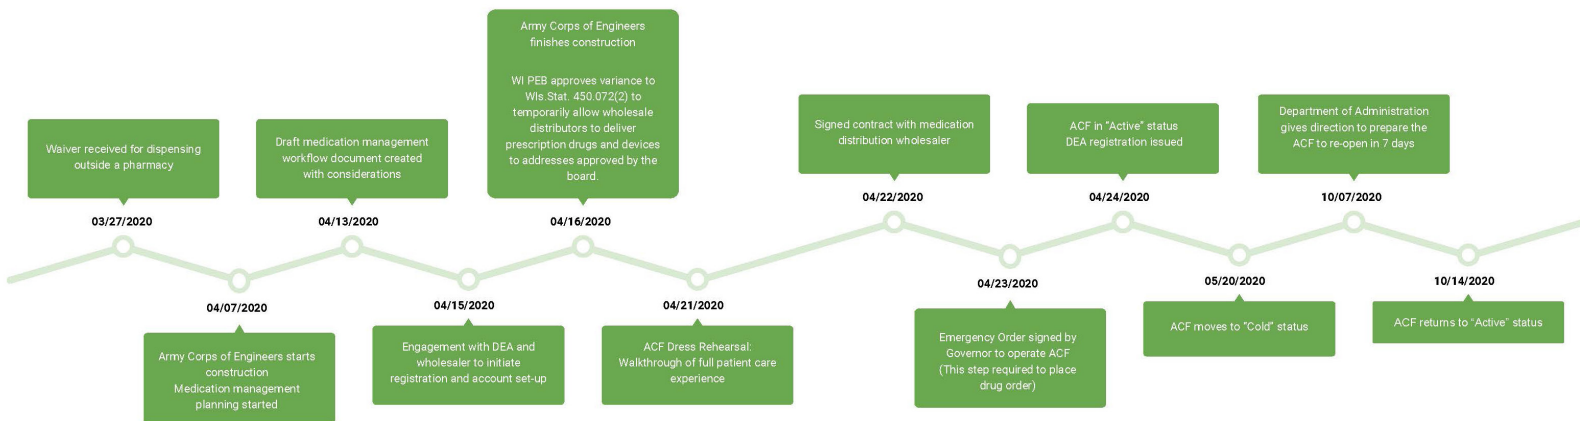 Waiver received for dispensing
outside a pharmacy
03/27/2020
04/07/2020
Army Corps of Engineers starts
construction
Medication management
planning started
Draft medication management
workflow document created
with considerations
04/13/2020
04/15/2020
Engagement with DEA and
wholesaler to initiate
registration and account set-up
Army Corps of Engineers
finishes construction
WI PEB approves variance to
Wis.Stat. 450.072(2) to
temporarily allow wholesale
distributors to deliver
prescription drugs and devices
to addresses approved by the
board.
04/16/2020
04/21/2020
ACF Dress Rehearsal:
Walkthrough of full patient care
experience
Signed contract with medication
distribution wholesaler
04/22/2020
04/23/2020
Emergency Order signed by
Governor to operate ACF
(This step required to place
drug order)
ACF in "Active" status
DEA registration issued
04/24/2020
05/20/2020
ACF moves to "Cold" status
Department of Administration
gives direction to prepare the
ACF to re-open in 7 days
10/07/2020
10/14/2020
ACF returns to "Active" status